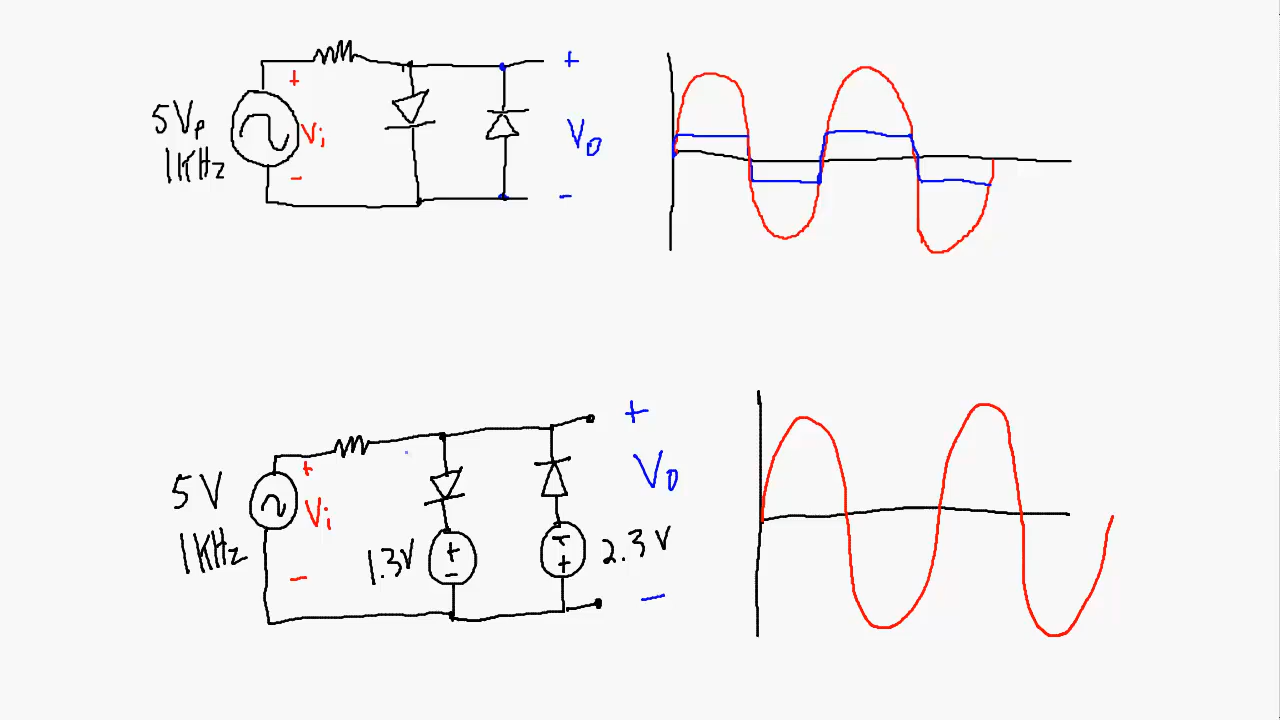 +
+
5Vp
Vi
Vo
1KHz
-
-
+
+
5V
Vi
Vo
1KHz
1.3V
+
-
-
+
2.3V
-
-